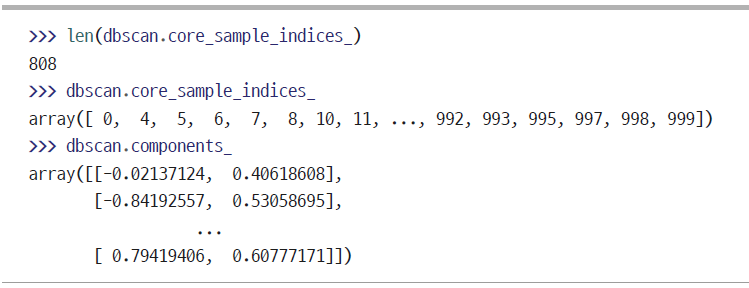 >>> len(dbscan.core_sample_indices_)
808
>>> dbscan.core_sample_indices_
array([ 0,  4,  5,  6,  7,  8, 10, 11, ..., 992, 993, 995, 997, 998, 999])
>>> dbscan.components_
array([[-0.02137124,  0.40618608],
       [-0.84192557,  0.53058695],
                  ...
       [ 0.79419406,  0.60777171]])